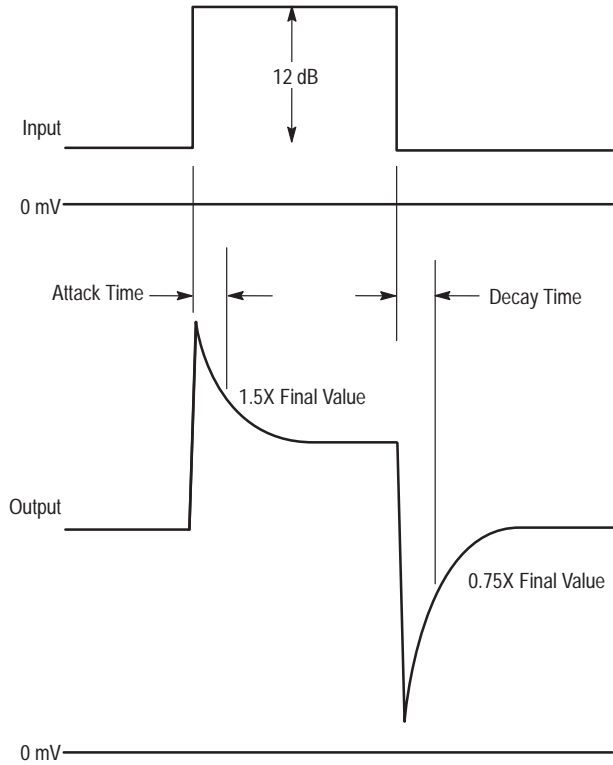 12 dB
Input
0 mV
Attack Time
Decay Time
1.5X Final Value
Output
0.75X Final Value
0 mV